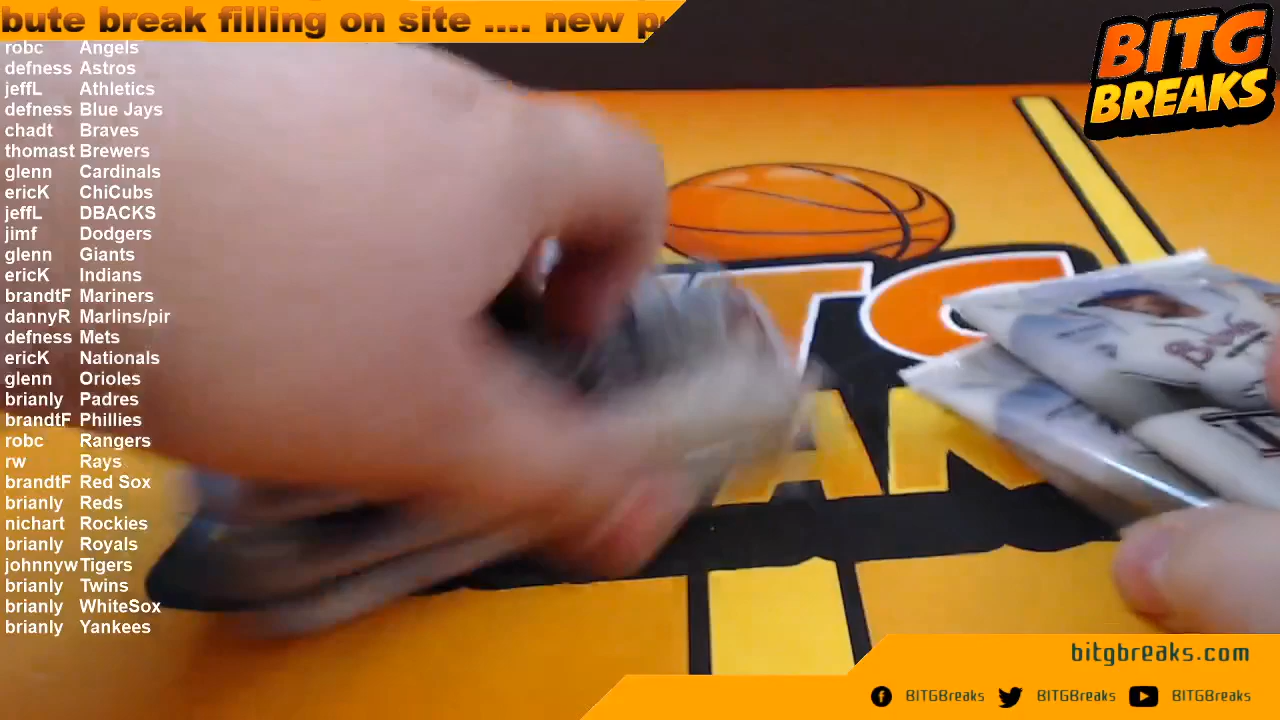 bute break filling on site .... new p
BITG
BREAKS
robc Angels
defness Astros
jeffL Athletics
defness Blue Jays
chadt Braves
thomast Brewers
glenn Cardinals
ericK ChiCubs
jeffL DBACKS
jimf Dodgers
glenn Giants
ericK Indians
brandtF Mariners
dannyR Marlins/pir
defness Mets
ericK Nationals
glenn Orioles
brianly Padres
brandtF Phillies
robc Rangers
rw Rays
brandtF Red Sox
brianly Reds
nichart Rockies
brianly Royals
johnnyw Tigers
brianly Twins
brianly WhiteSox
brianly Yankees
bitgbreaks.com
BITGBreaks BITGBreaks BITGBreaks